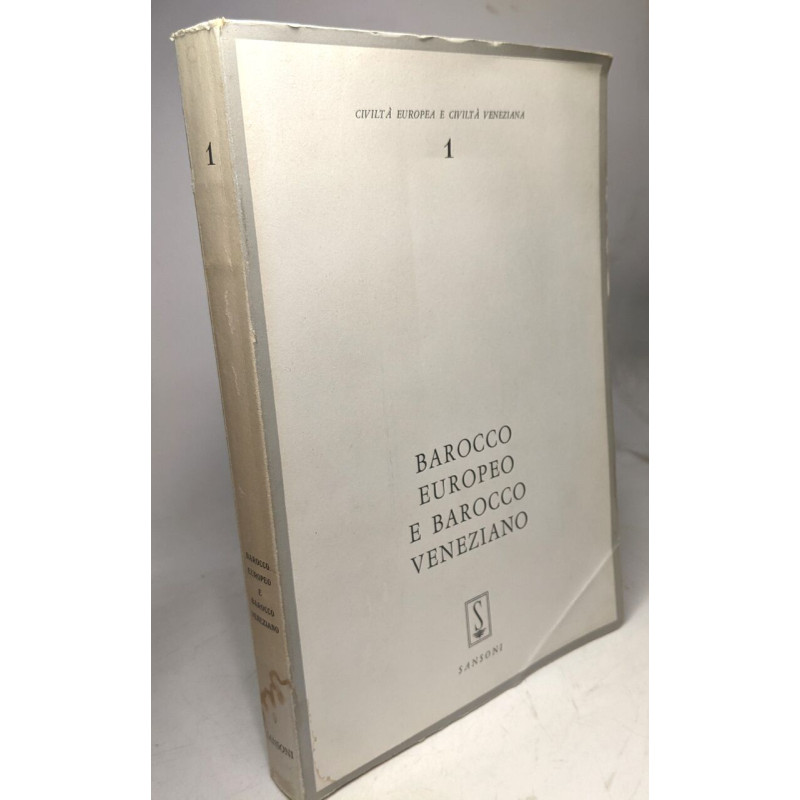 CIVILTÀ EUROPEA E CIVILTÀ VENEZIANA
1
BAROCCO
EUROPEO
E BAROCCO
VENEZIANO
S
SANSONI
1
BAROCCO
EUROPEO
E
BAROCCO
VENEZIANO
SANSONI